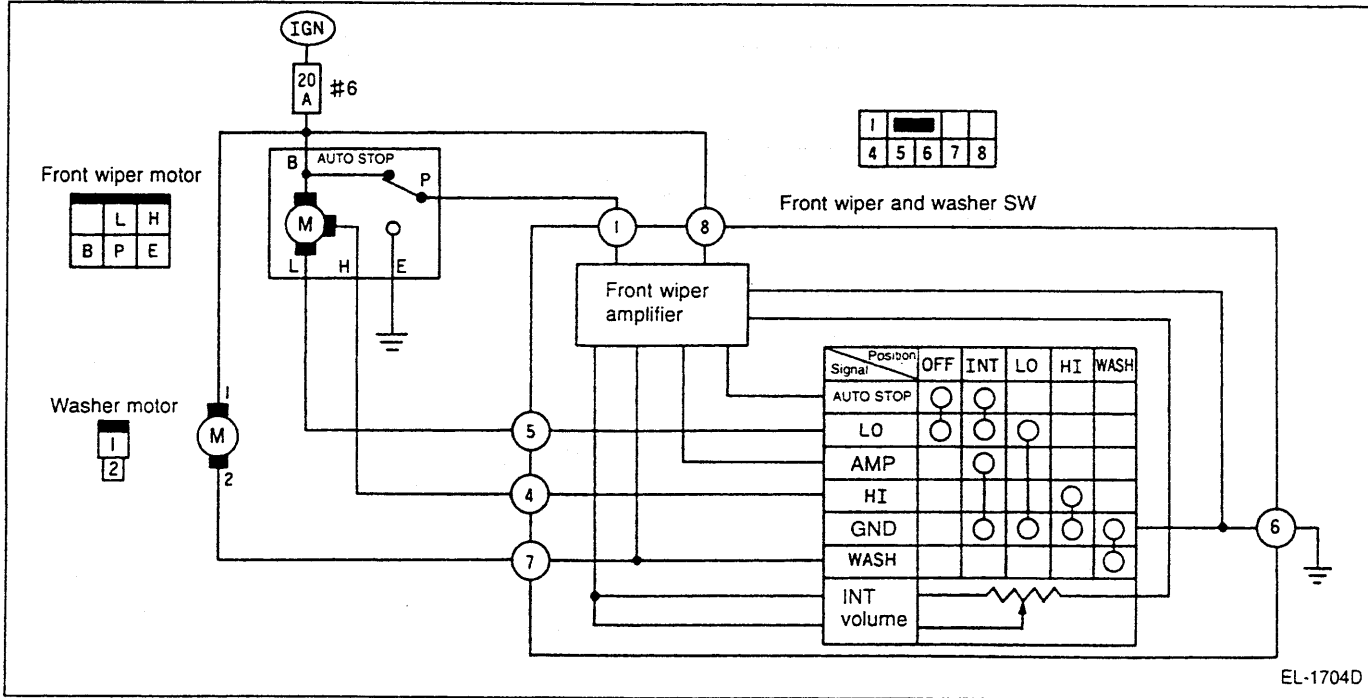 IGN
20
A
#6
B
AUTO STOP
P
M
L
H
E
Front wiper motor
L H
B P E
Washer motor
1
2
1
M
2
1
4 5 6 7 8
Front wiper and washer SW
1
8
Front wiper
amplifier
5
4
7
6
Signal Position OFF INT LO HI WASH
AUTO STOP
LO
AMP
HI
GND
WASH
INT
volume
EL-1704D